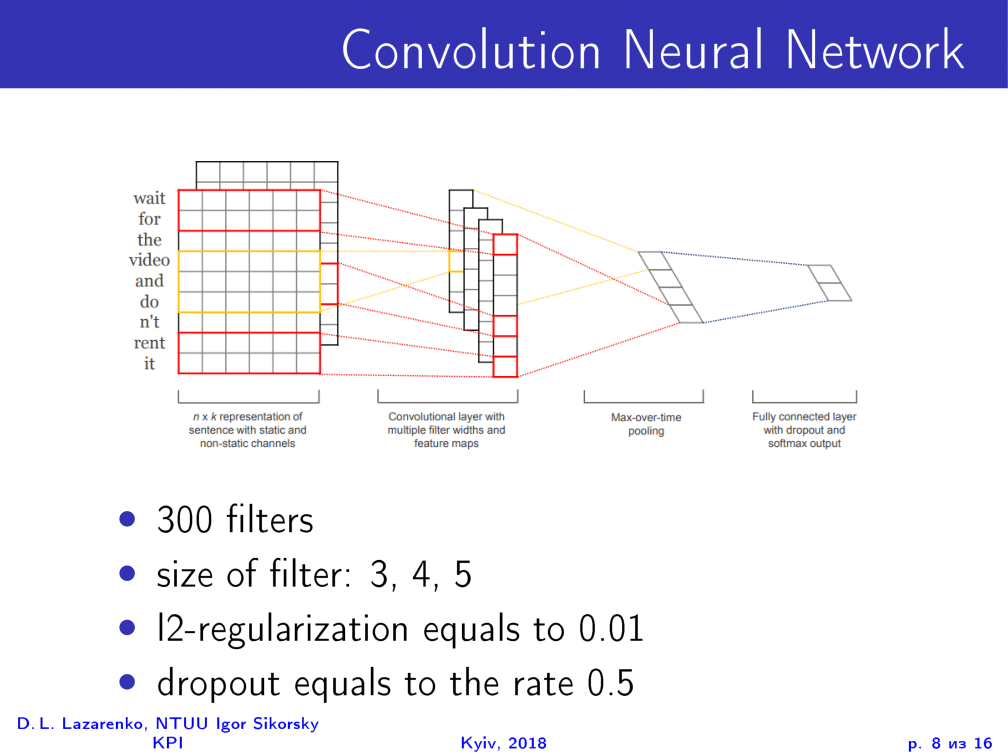 Convolution Neural Network
wait
for
the
video
and
do
n't
rent
it
n x k representation of
sentence with static and
non-static channels
Convolutional layer with
multiple filter widths and
feature maps
Max-over-time
pooling
Fully connected layer
with dropout and
softmax output
• 300 filters
• size of filter: 3, 4, 5
• l2-regularization equals to 0.01
• dropout equals to the rate 0.5
D. L. Lazarenko, NTUU Igor Sikorsky
KPI
Kyiv, 2018
p. 8 из 16